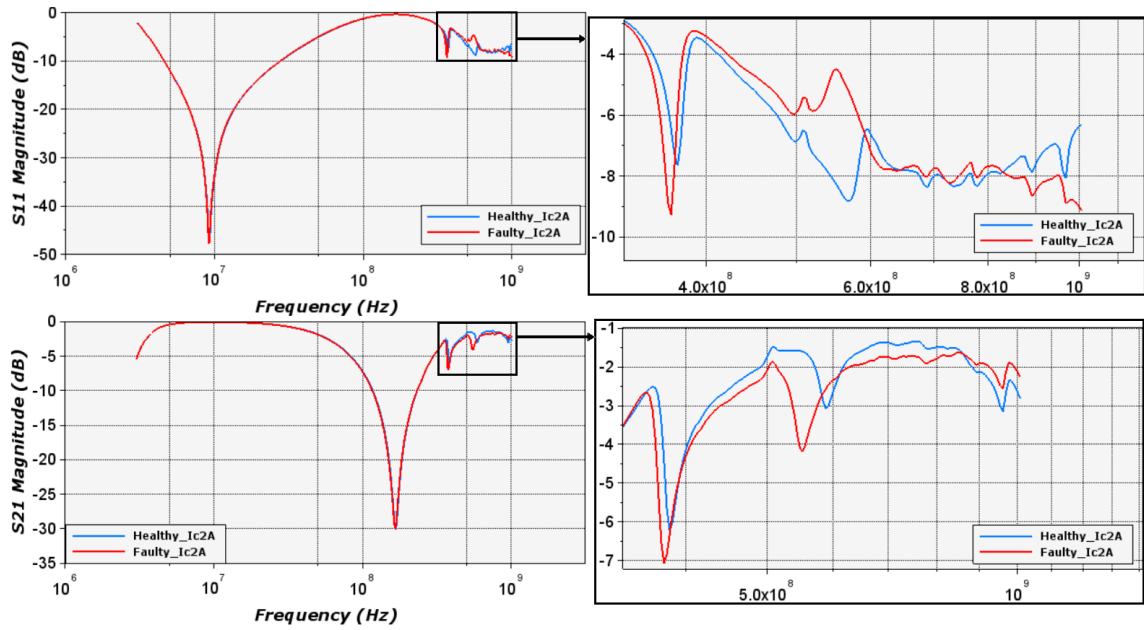 0
-10
-20
-30
-40
-50
S11 Magnitude (dB)
10^6
10^7
10^8
10^9
Frequency (Hz)
Healthy_Ic2A
Faulty_Ic2A
-4
-6
-8
-10
4.0x10^8
6.0x10^8
8.0x10^8
10^9
Healthy_Ic2A
Faulty_Ic2A
0
-5
-10
-15
-20
-25
-30
-35
S21 Magnitude (dB)
10^6
10^7
10^8
10^9
Frequency (Hz)
Healthy_Ic2A
Faulty_Ic2A
-1
-2
-3
-4
-5
-6
-7
5.0x10^8
10^9
Healthy_Ic2A
Faulty_Ic2A